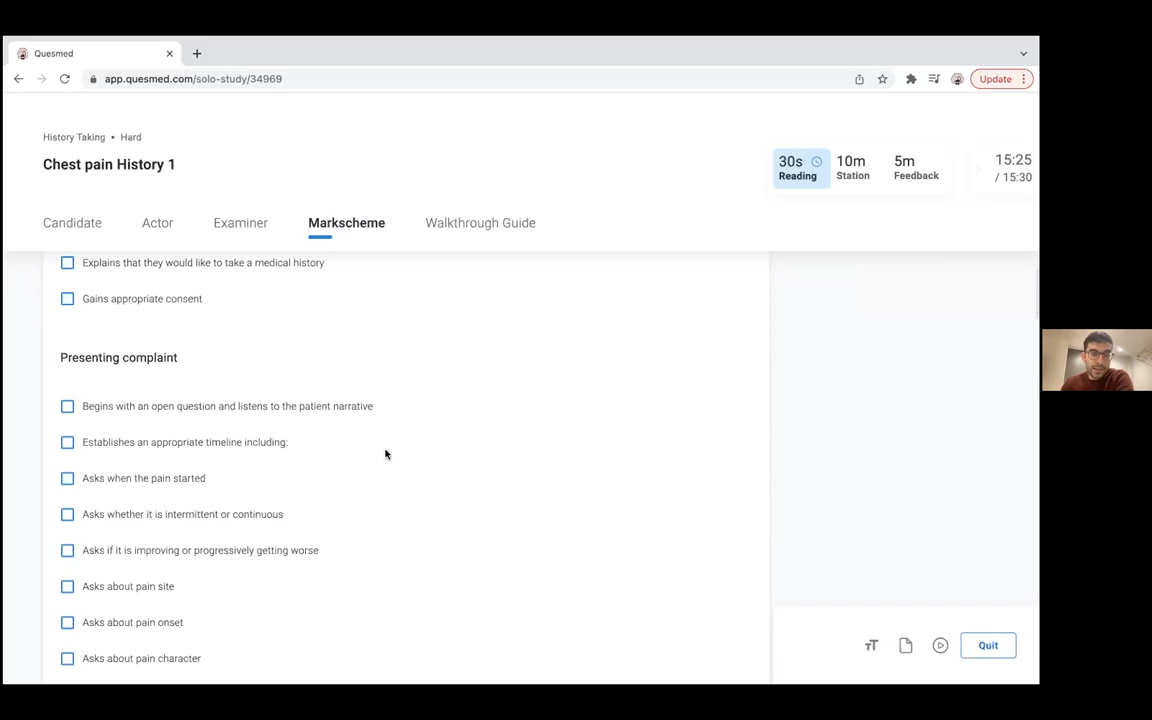 Quesmed
app.quesmed.com/solo-study/34969
Update
History Taking • Hard
Chest pain History 1
30s
Reading
10m
Station
5m
Feedback
15:25
/ 15:30
Candidate
Actor
Examiner
Markscheme
Walkthrough Guide
Explains that they would like to take a medical history
Gains appropriate consent
Presenting complaint
Begins with an open question and listens to the patient narrative
Establishes an appropriate timeline including:
Asks when the pain started
Asks whether it is intermittent or continuous
Asks if it is improving or progressively getting worse
Asks about pain site
Asks about pain onset
Asks about pain character
TT
Quit